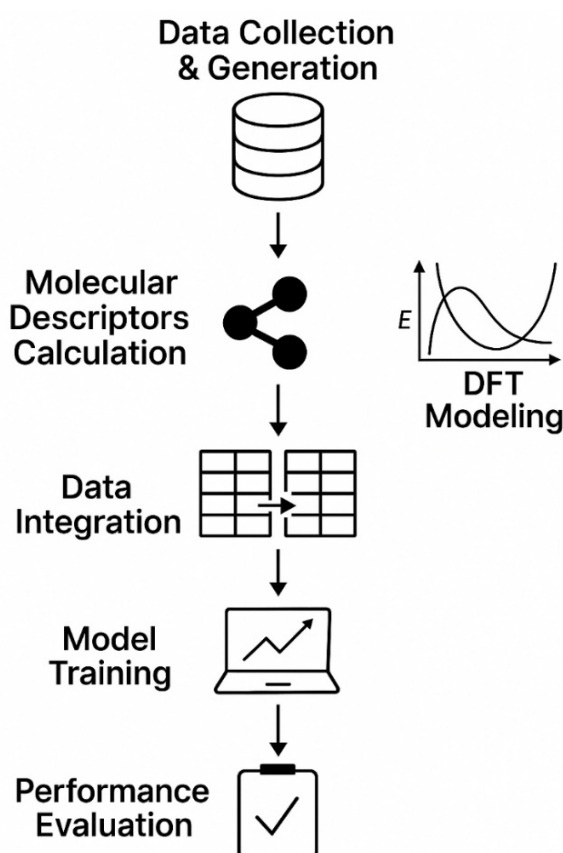 Data Collection
& Generation
Molecular
Descriptors
Calculation
E
DFT
Modeling
Data
Integration
Model
Training
Performance
Evaluation